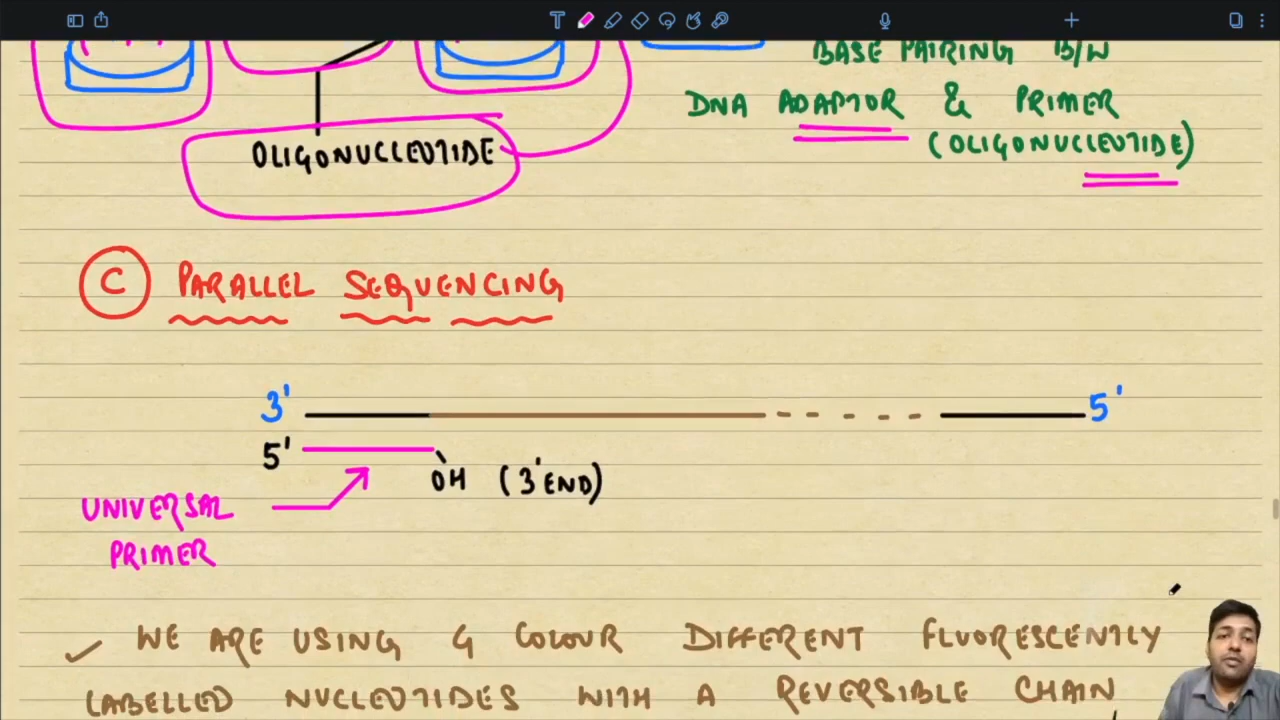 BASE PAIRING B/W
DNA ADAPTOR & PRIMER
(OLIGONUCLEOTIDE)
OLIGONUCLEOTIDE
C PARALLEL SEQUENCING
3' 5'
5' OH (3' END)
UNIVERSAL
PRIMER
✓ WE ARE USING 4 COLOUR DIFFERENT FLUORESCENTLY
LABELLED NUCLEOTIDES WITH A REVERSIBLE CHAIN